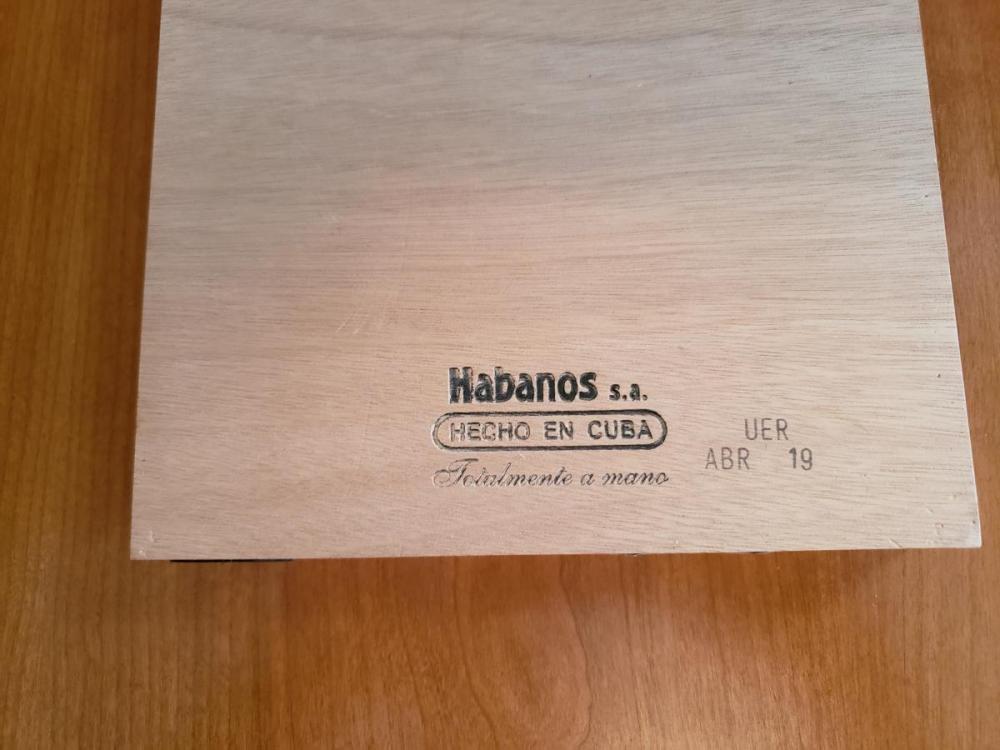 Habanos s.a.
HECHO EN CUBA
Totalmente a mano
UER
ABR 19